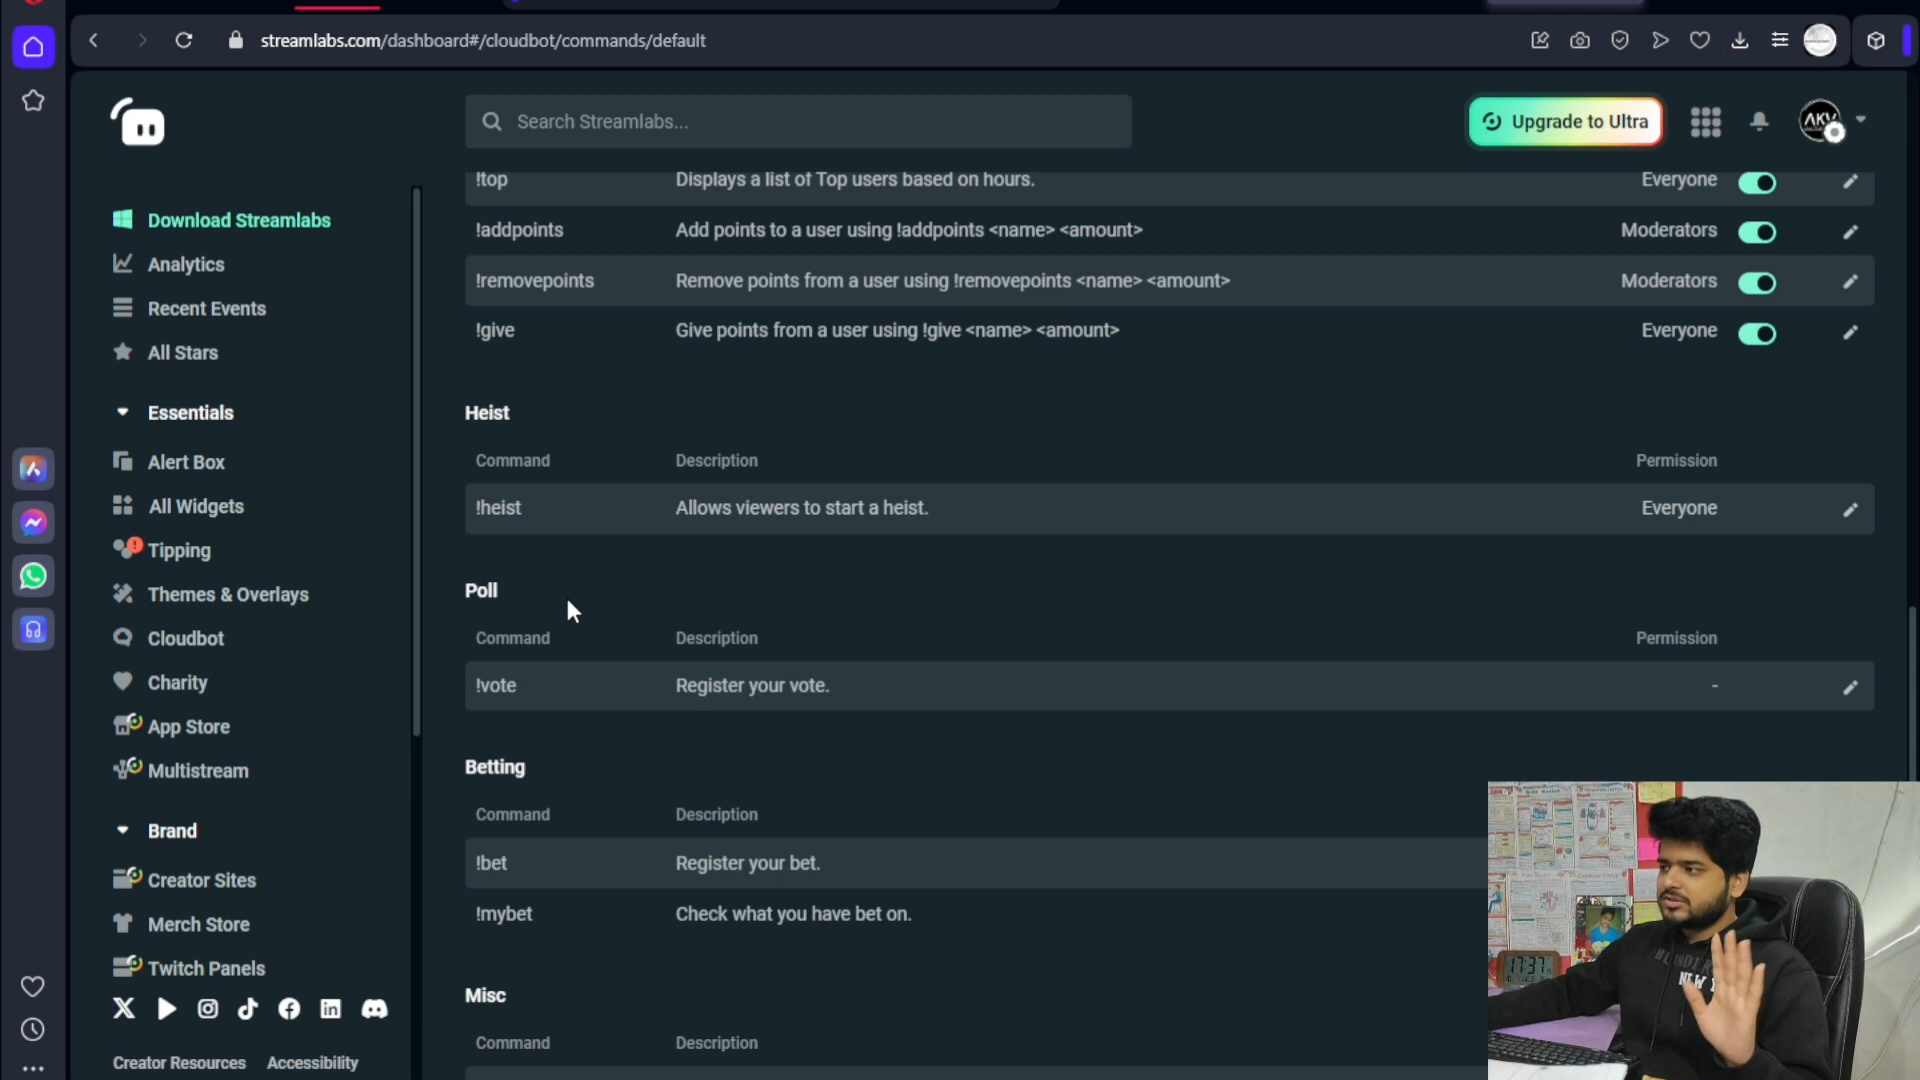 streamlabs.com/dashboard#/cloudbot/commands/default
Search Streamlabs...
Upgrade to Ultra
AKV
Download Streamlabs
Analytics
Recent Events
All Stars
Essentials
Alert Box
All Widgets
Tipping
Themes & Overlays
Cloudbot
Charity
App Store
Multistream
Brand
Creator Sites
Merch Store
Twitch Panels
Creator Resources Accessibility
!top Displays a list of Top users based on hours. Everyone
!addpoints Add points to a user using !addpoints <name> <amount> Moderators
!removepoints Remove points from a user using !removepoints <name> <amount> Moderators
!give Give points from a user using !give <name> <amount> Everyone
Heist
Command Description Permission
!heist Allows viewers to start a heist. Everyone
Poll
Command Description Permission
!vote Register your vote. -
Betting
Command Description
!bet Register your bet.
!mybet Check what you have bet on.
Misc
Command Description
17:37
NEW